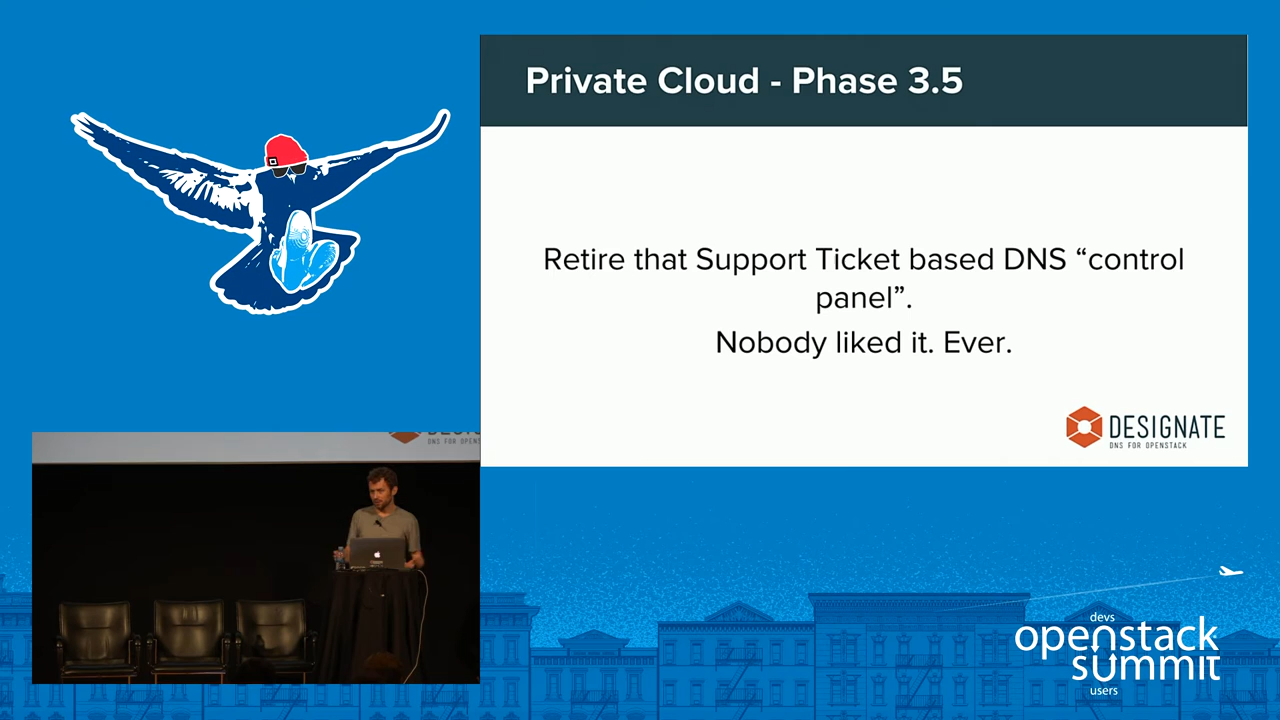 Private Cloud - Phase 3.5
Retire that Support Ticket based DNS “control
panel”.
Nobody liked it. Ever.
DESIGNATE
DNS FOR OPENSTACK
devs
openstack
summit
users